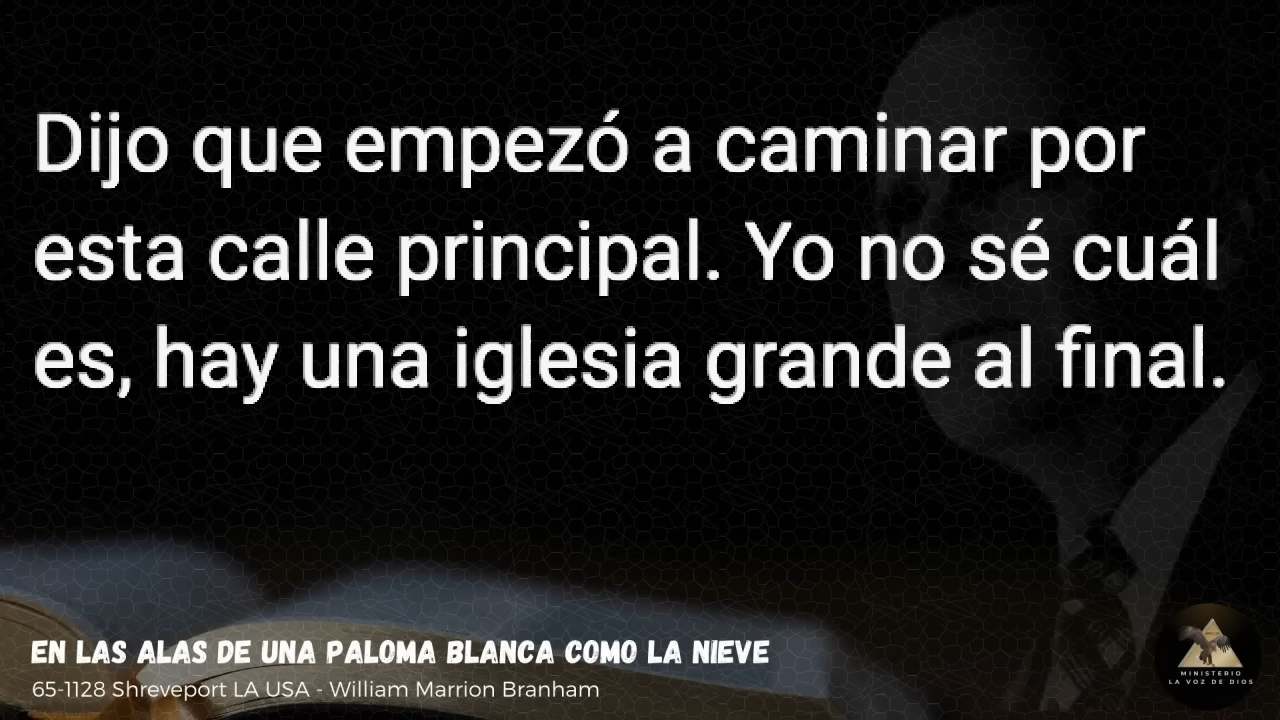 Dijo que empezó a caminar por
esta calle principal. Yo no sé cuál
es, hay una iglesia grande al final.
EN LAS ALAS DE UNA PALOMA BLANCA COMO LA NIEVE
65-1128 Shreveport LA USA - William Marrion Branham
MINISTERIO
LA VOZ DE DIOS